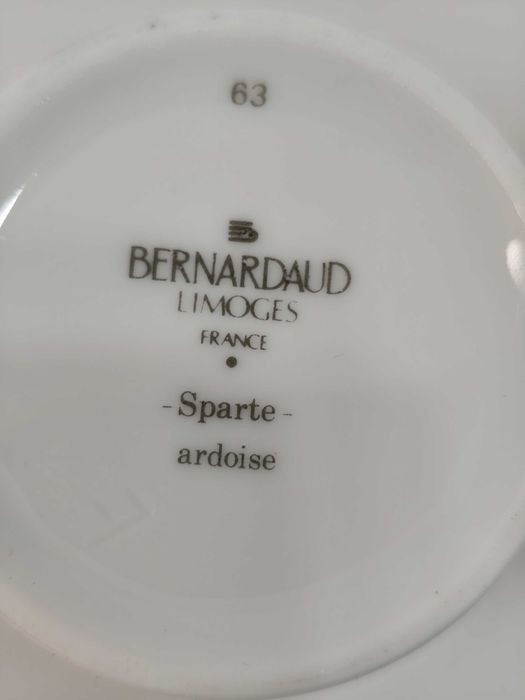 63
BERNARDAUD
LIMOGES
FRANCE
- Sparte -
ardoise